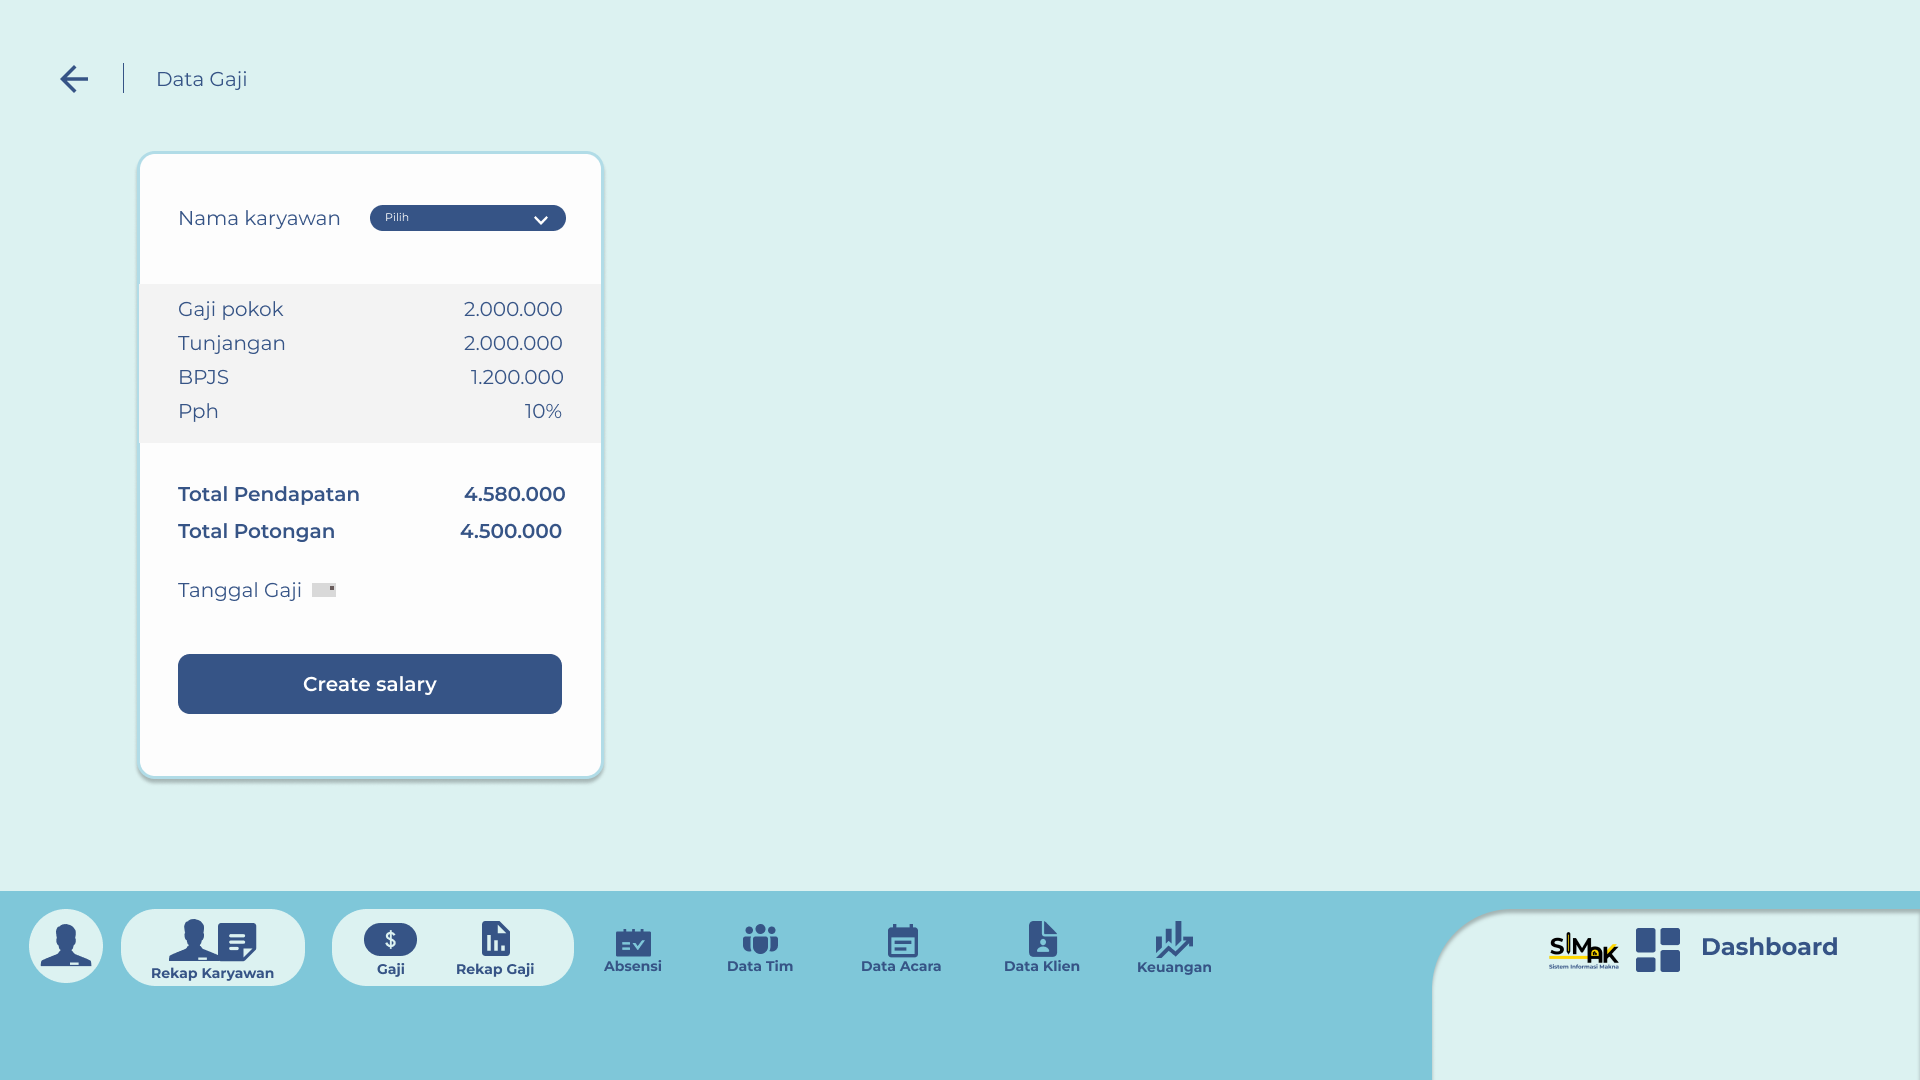 Data Gaji
Nama karyawan Pilih
Gaji pokok 2.000.000
Tunjangan 2.000.000
BPJS 1.200.000
Pph 10%
Total Pendapatan 4.580.000
Total Potongan 4.500.000
Tanggal Gaji
Create salary
Rekap Karyawan
$
Gaji
Rekap Gaji
Absensi
Data Tim
Data Acara
Data Klien
Keuangan
SIMAK
Sistem Informasi Makna
Dashboard